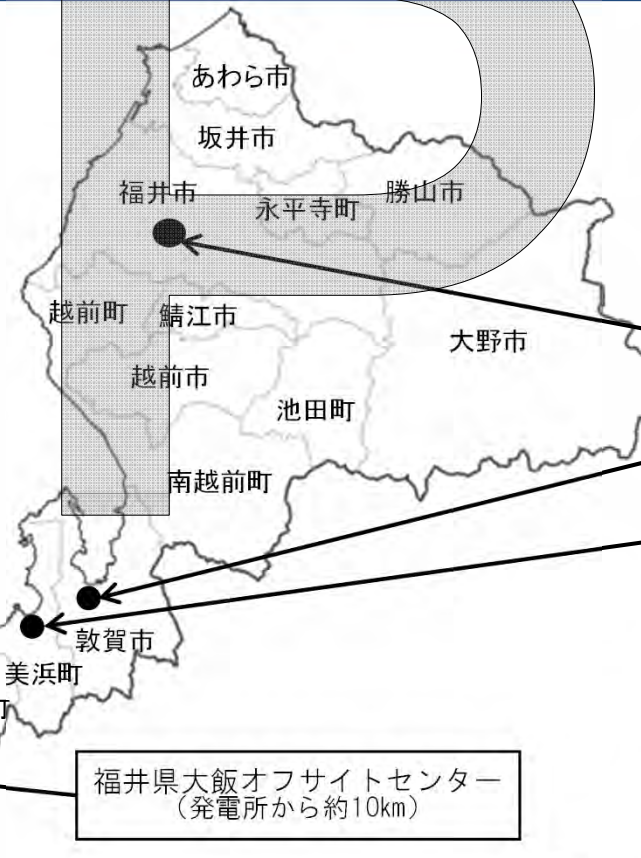 あわら市
坂井市
福井市
永平寺町
勝山市
越前町
鯖江市
大野市
越前市
池田町
南越前町
敦賀市
美浜町
町
福井県大飯オフサイトセンター
（発電所から約10km）